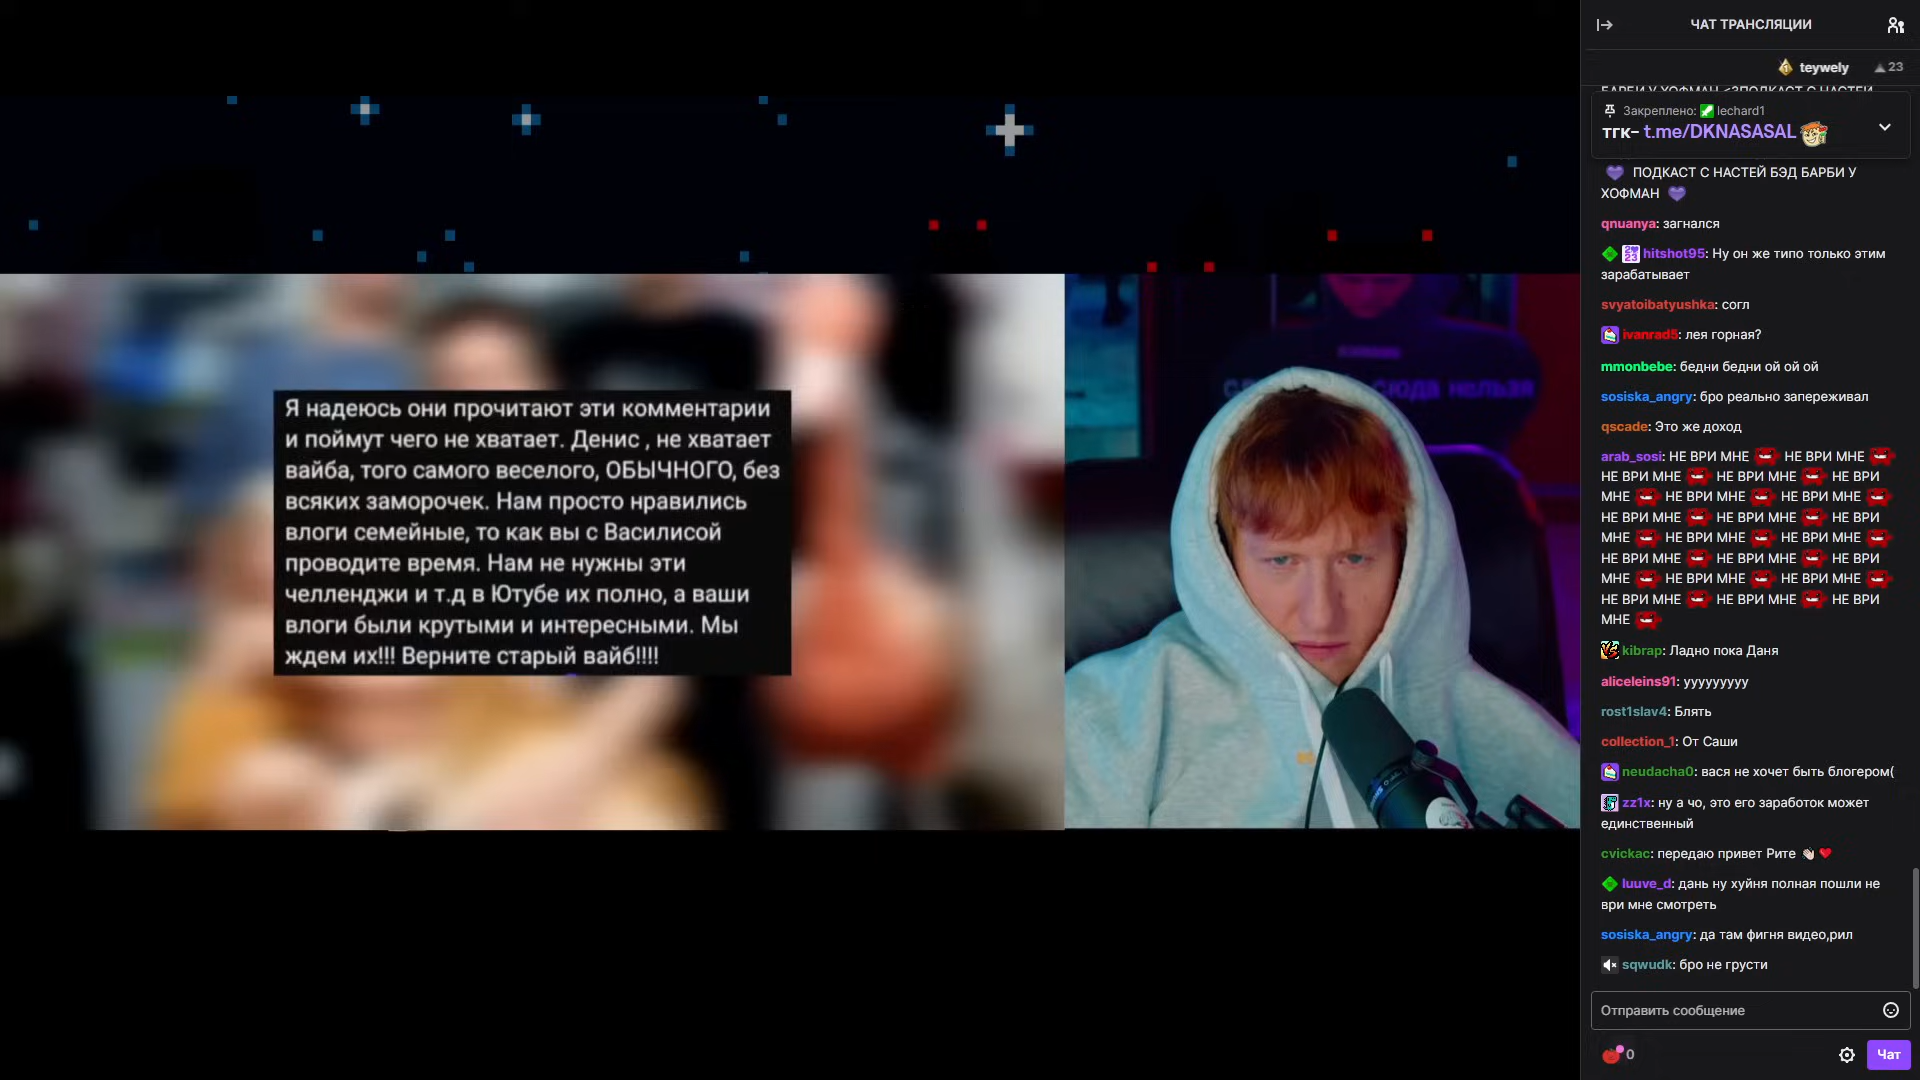 Я надеюсь они прочитают эти комментарии
и поймут чего не хватает. Денис , не хватает
вайба, того самого веселого, ОБЫЧНОГО, без
всяких заморочек. Нам просто нравились
влоги семейные, то как вы с Василисой
проводите время. Нам не нужны эти
челленджи и т.д в Ютубе их полно, а ваши
влоги были крутыми и интересными. Мы
ждем их!!! Верните старый вайб!!!!
сюда нельзя
ЧАТ ТРАНСЛЯЦИИ
1 teywely 23
БАРБИ У ХОФМАН <3ПОДКАСТ С НАСТЕЙ
Закреплено: lechard1
тгк- t.me/DKNASASAL
ПОДКАСТ С НАСТЕЙ БЭД БАРБИ У
ХОФМАН
qnuanya: загнался
hitshot95: Ну он же типо только этим
зарабатывает
svyatoibatyushka: согл
ivanrad5: лея горная?
mmonbebe: бедни бедни ой ой ой
sosiska_angry: бро реально запереживал
qscade: Это же доход
arab_sosi: НЕ ВРИ МНЕ НЕ ВРИ МНЕ
НЕ ВРИ МНЕ НЕ ВРИ МНЕ НЕ ВРИ
МНЕ НЕ ВРИ МНЕ НЕ ВРИ МНЕ
НЕ ВРИ МНЕ НЕ ВРИ МНЕ НЕ ВРИ
МНЕ НЕ ВРИ МНЕ НЕ ВРИ МНЕ
НЕ ВРИ МНЕ НЕ ВРИ МНЕ НЕ ВРИ
МНЕ НЕ ВРИ МНЕ НЕ ВРИ МНЕ
НЕ ВРИ МНЕ НЕ ВРИ МНЕ НЕ ВРИ
МНЕ
kibrap: Ладно пока Даня
aliceleins91: ууууууууу
rost1slav4: Блять
collection_1: От Саши
neudacha0: вася не хочет быть блогером(
zz1x: ну а чо, это его заработок может
единственный
cvickac: передаю привет Рите
luuve_d: дань ну хуйня полная пошли не
ври мне смотреть
sosiska_angry: да там фигня видео,рил
sqwudk: бро не грусти
Отправить сообщение
0
Чат